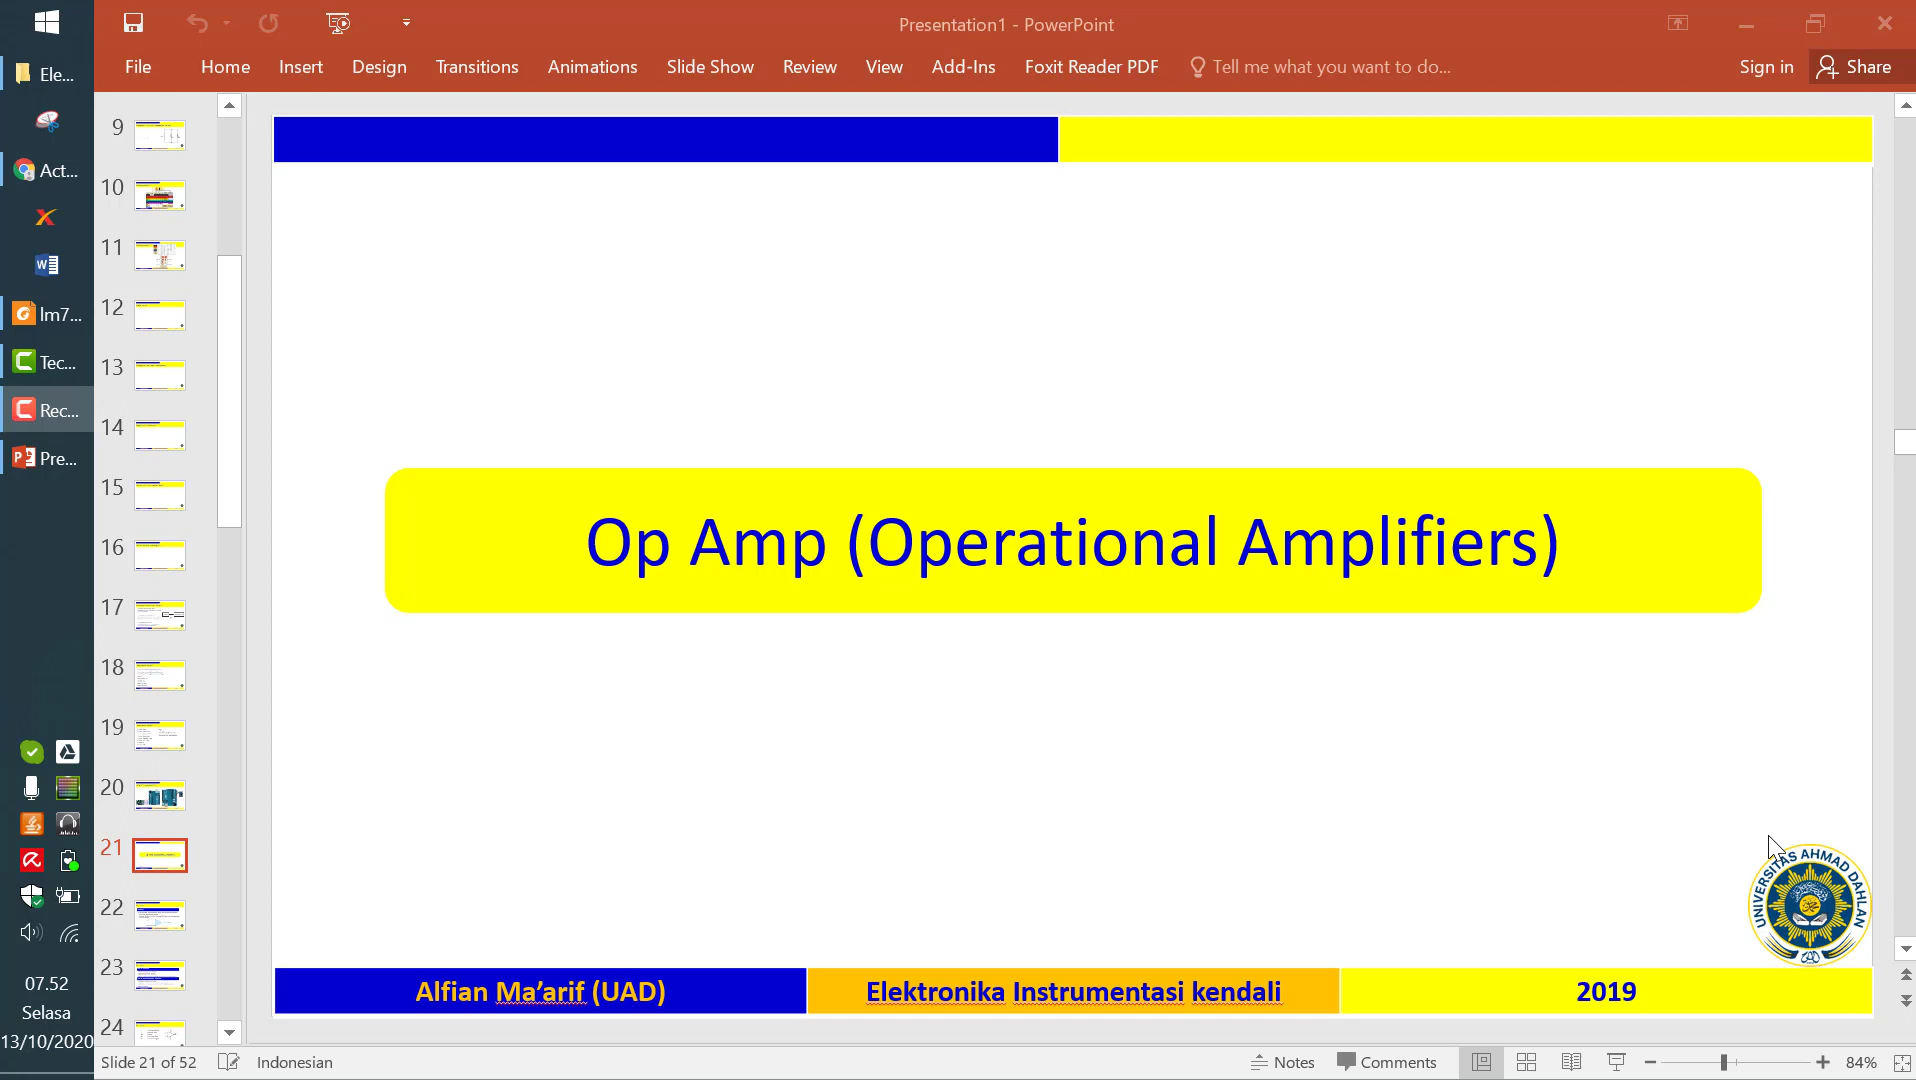 Presentation1 - PowerPoint
File Home Insert Design Transitions Animations Slide Show Review View Add-Ins Foxit Reader PDF Tell me what you want to do... Sign in Share
Ele...
Act...
lm7...
Tec...
Rec...
Pre...
07.52
Selasa
13/10/2020
9
10
11
12
13
14
15
16
17
18
19
20
21
22
23
24
Op Amp (Operational Amplifiers)
UNIVERSITAS AHMAD DAHLAN
Alfian Ma’arif (UAD) Elektronika Instrumentasi kendali 2019
Slide 21 of 52 Indonesian Notes Comments 84%